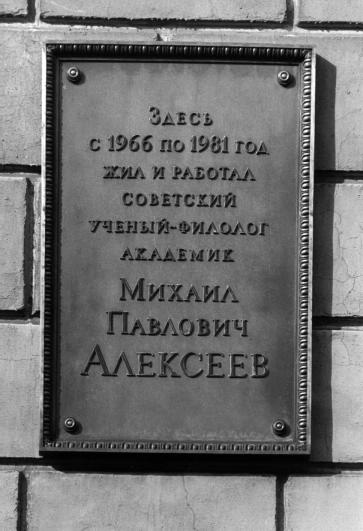 Здесь
с 1966 по 1981 год
жил и работал
советский
ученый-филолог
академик
Михаил
Павлович
Алексеев